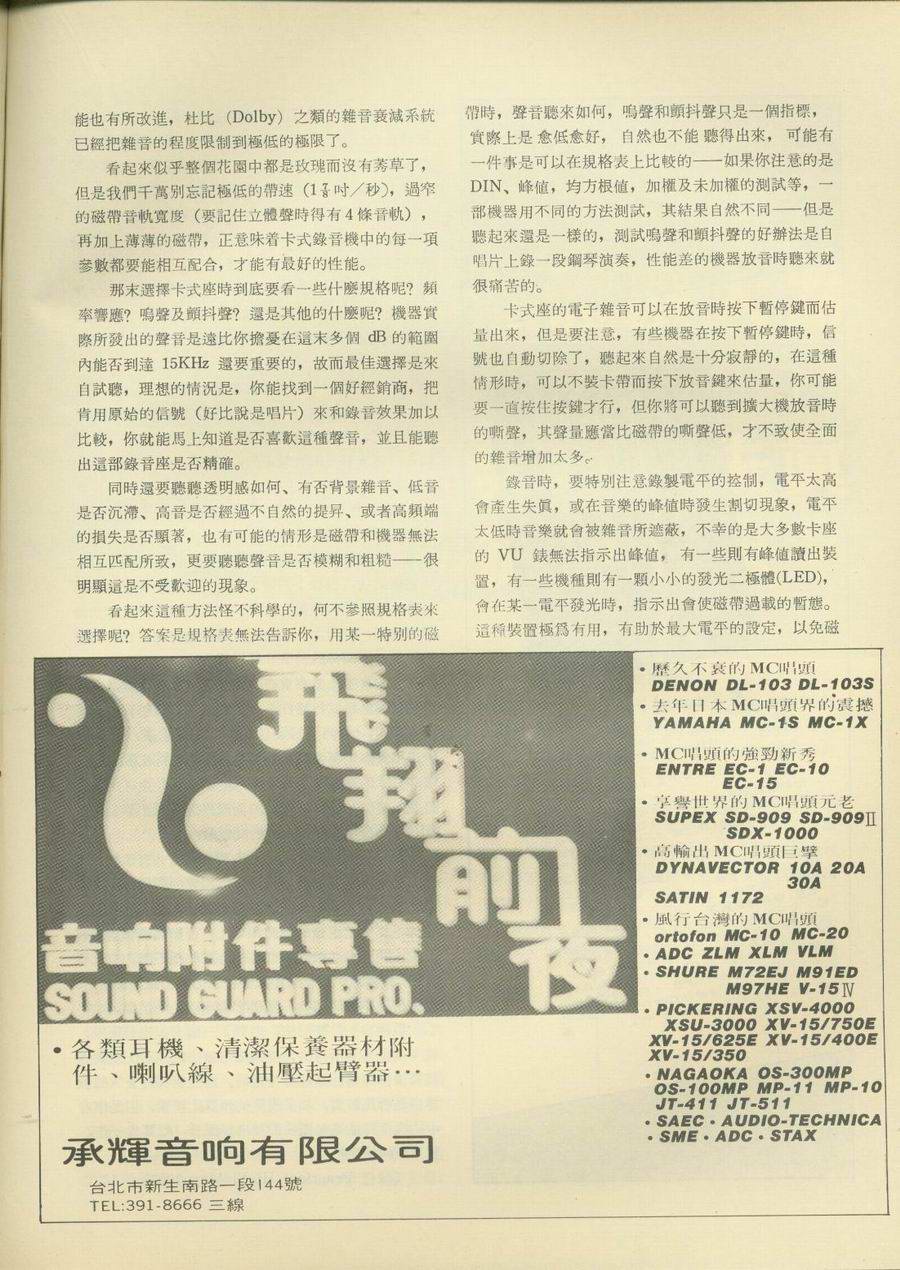 能也有所改進，杜比（Dolby）之類的雜音衰減系統
已經把雜音的程度限制到極低的極限了。
看起來似乎整個花園中都是玫瑰而沒有莠草了，
但是我們千萬別忘記極低的帶速（1⅞吋／秒），過窄
的磁帶音軌寬度（要記住立體聲時得有4條音軌），
再加上薄薄的磁帶，正意味着卡式錄音機中的每一項
參數都要能相互配合，才能有最好的性能。
那末選擇卡式座時到底要看一些什麼規格呢？頻
率響應？嗚聲及顫抖聲？還是其他的什麼呢？機器實
際所發出的聲音是遠比你擔憂在這末多個 dB 的範圍
內能否到達 15KHz 還要重要的，故而最佳選擇是來
自試聽，理想的情況是，你能找到一個好經銷商，把
肯用原始的信號（好比說是唱片）來和錄音效果加以
比較，你就能馬上知道是否喜歡這種聲音，並且能聽
出這部錄音座是否精確。
同時還要聽聽透明感如何、有否背景雜音、低音
是否沉滯、高音是否經過不自然的提昇、或者高頻端
的損失是否顯著，也有可能的情形是磁帶和機器無法
相互匹配所致，更要聽聽聲音是否模糊和粗糙——很
明顯這是不受歡迎的現象。
看起來這種方法怪不科學的，何不參照規格表來
選擇呢？答案是規格表無法告訴你，用某一特別的磁
帶時，聲音聽來如何，嗚聲和顫抖聲只是一個指標，
實際上是愈低愈好，自然也不能聽得出來，可能有
一件事是可以在規格表上比較的——如果你注意的是
DIN、峰值，均方根值，加權及未加權的測試等，一
部機器用不同的方法測試，其結果自然不同——但是
聽起來還是一樣的，測試嗚聲和顫抖聲的好辦法是自
唱片上錄一段鋼琴演奏，性能差的機器放音時聽來就
很痛苦的。
卡式座的電子雜音可以在放音時按下暫停鍵而估
量出來，但是要注意，有些機器在按下暫停鍵時，信
號也自動切除了，聽起來自然是十分寂靜的，在這種
情形時，可以不裝卡帶而按下放音鍵來估量，你可能
要一直按住按鍵才行，但你將可以聽到擴大機放音時
的嘶聲，其聲量應當比磁帶的嘶聲低，才不致使全面
的雜音增加太多。
錄音時，要特別注意錄製電平的控制，電平太高
會產生失眞，或在音樂的峰值時發生割切現象，電平
太低時音樂就會被雜音所遮蔽，不幸的是大多數卡座
的 VU 錶無法指示出峰値，有一些則有峰値讀出裝
置，有一些機種則有一顆小小的發光二極體(LED)，
會在某一電平發光時，指示出會使磁帶過載的暫態。
這種裝置極爲有用，有助於最大電平的設定，以免磁
飛翔前夜
音响附件專售
SOUND GUARD PRO.
•各類耳機、清潔保養器材附
件、喇叭線、油壓起臂器…
承輝音响有限公司
台北市新生南路一段144號
TEL:391-8666 三線
•歷久不衰的MC唱頭
DENON DL-103 DL-103S
•去年日本MC唱頭界的震撼
YAMAHA MC-1S MC-1X
•MC唱頭的強勁新秀
ENTRE EC-1 EC-10
EC-15
•享譽世界的MC唱頭元老
SUPEX SD-909 SD-909Ⅱ
SDX-1000
•高輸出MC唱頭巨擘
DYNAVECTOR 10A 20A
30A
SATIN 1172
•風行台灣的MC唱頭
ortofon MC-10 MC-20
•ADC ZLM XLM VLM
•SHURE M72EJ M91ED
M97HE V-15Ⅳ
•PICKERING XSV-4000
XSU-3000 XV-15/750E
XV-15/625E XV-15/400E
XV-15/350
•NAGAOKA OS-300MP
OS-100MP MP-11 MP-10
JT-411 JT-511
•SAEC•AUDIO-TECHNICA
•SME•ADC•STAX